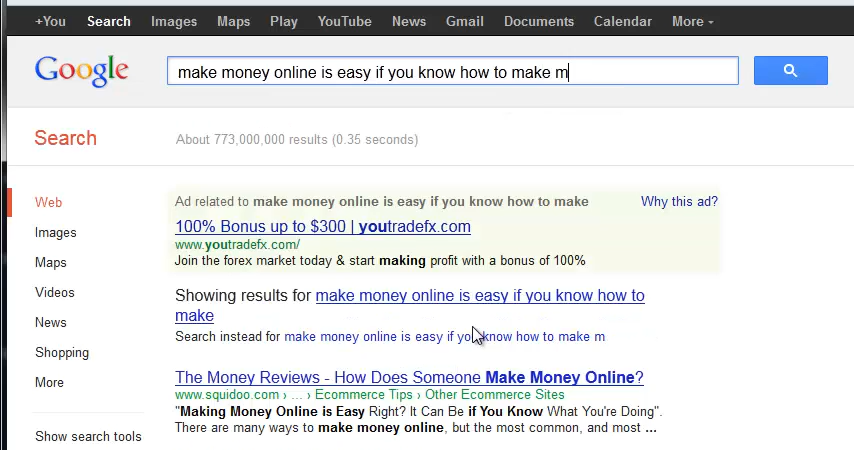 +You Search Images Maps Play YouTube News Gmail Documents Calendar More
Google make money online is easy if you know how to make m
Search About 773,000,000 results (0.35 seconds)
Web
Images
Maps
Videos
News
Shopping
More
Show search tools
Ad related to make money online is easy if you know how to make Why this ad?
100% Bonus up to $300 | youtradefx.com
www.youtradefx.com/
Join the forex market today & start making profit with a bonus of 100%
Showing results for make money online is easy if you know how to
make
Search instead for make money online is easy if you know how to make m
The Money Reviews - How Does Someone Make Money Online?
www.squidoo.com › ... › Ecommerce Tips › Other Ecommerce Sites
"Making Money Online is Easy Right? It Can Be if You Know What You're Doing".
There are many ways to make money online, but the most common, and most ...